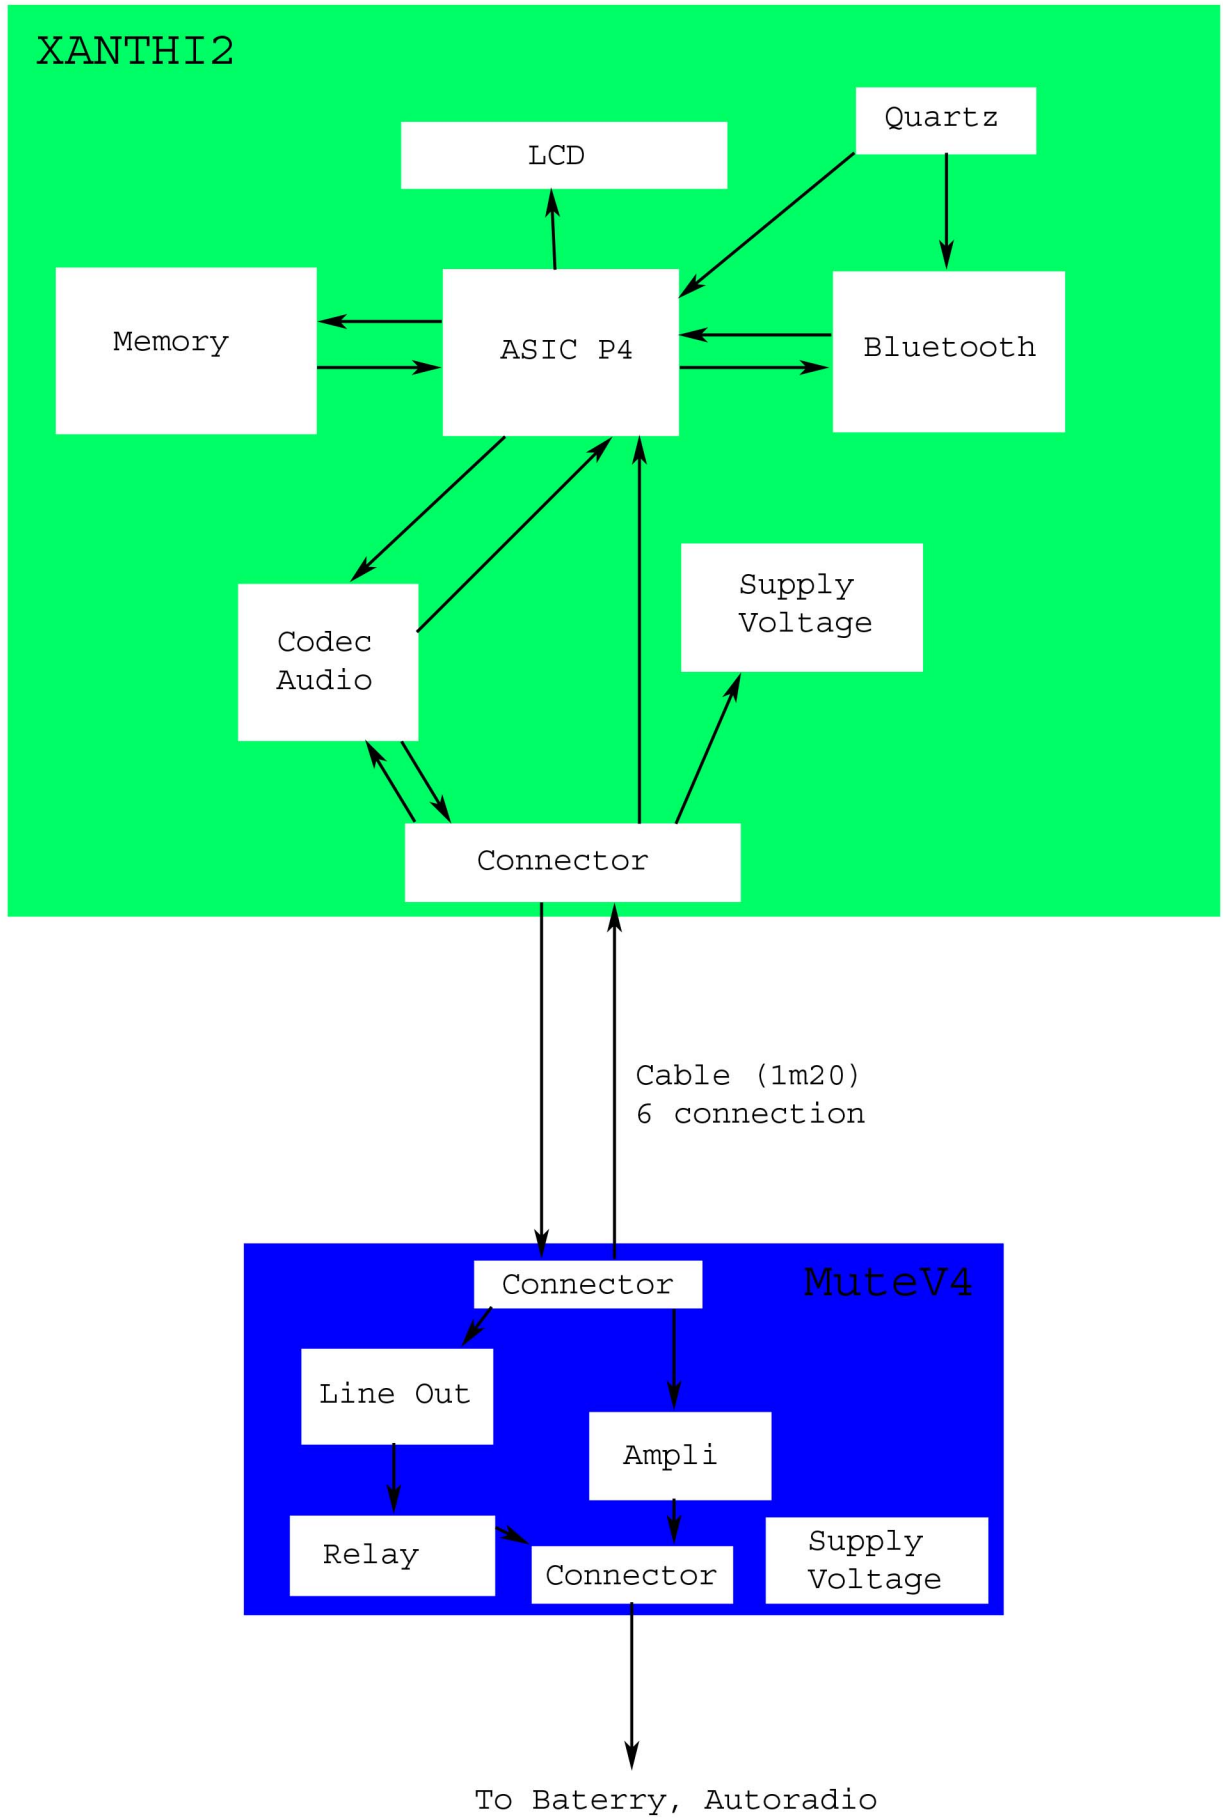 XANTHI2
Quartz
LCD
Memory
ASIC P4
Bluetooth
Supply
Voltage
Codec
Audio
Connector
Cable (1m20)
6 connection
Connector
MuteV4
Line Out
Ampli
Relay
Supply
Voltage
Connector
To Baterry, Autoradio